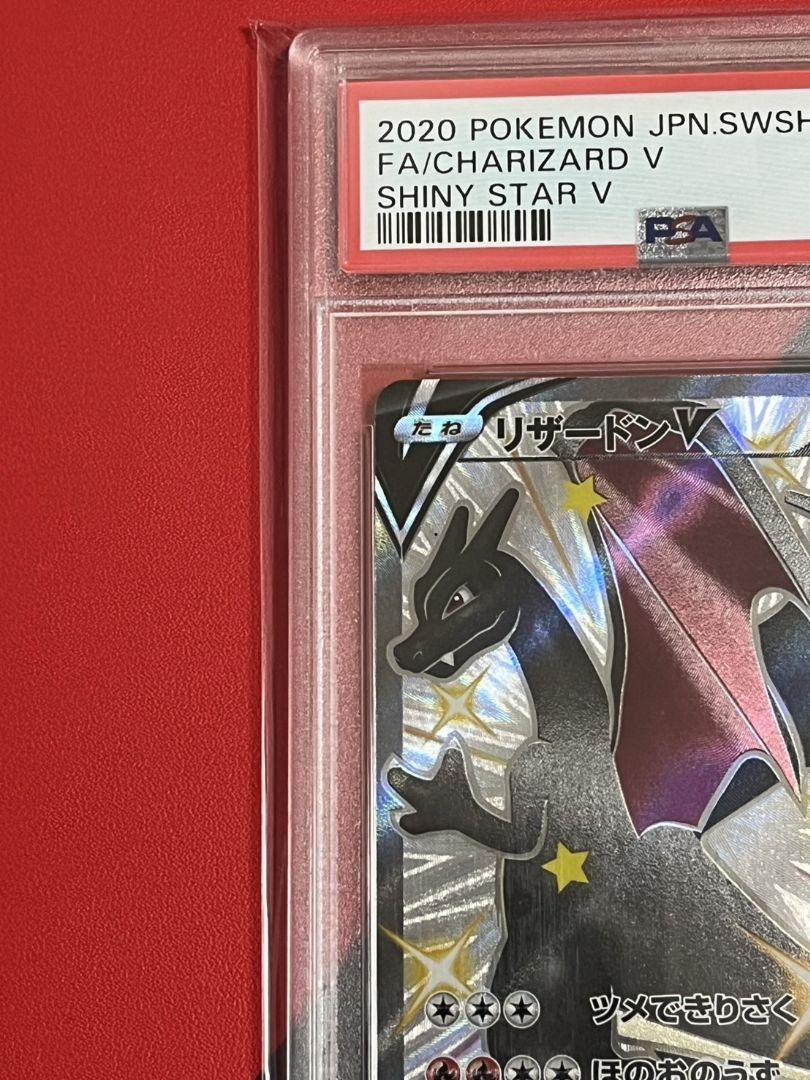 2020 POKEMON JPN.SWSH
FA/CHARIZARD V
SHINY STAR V
PSA
たね リザードンV
ツメできりさく
ほのおのうず